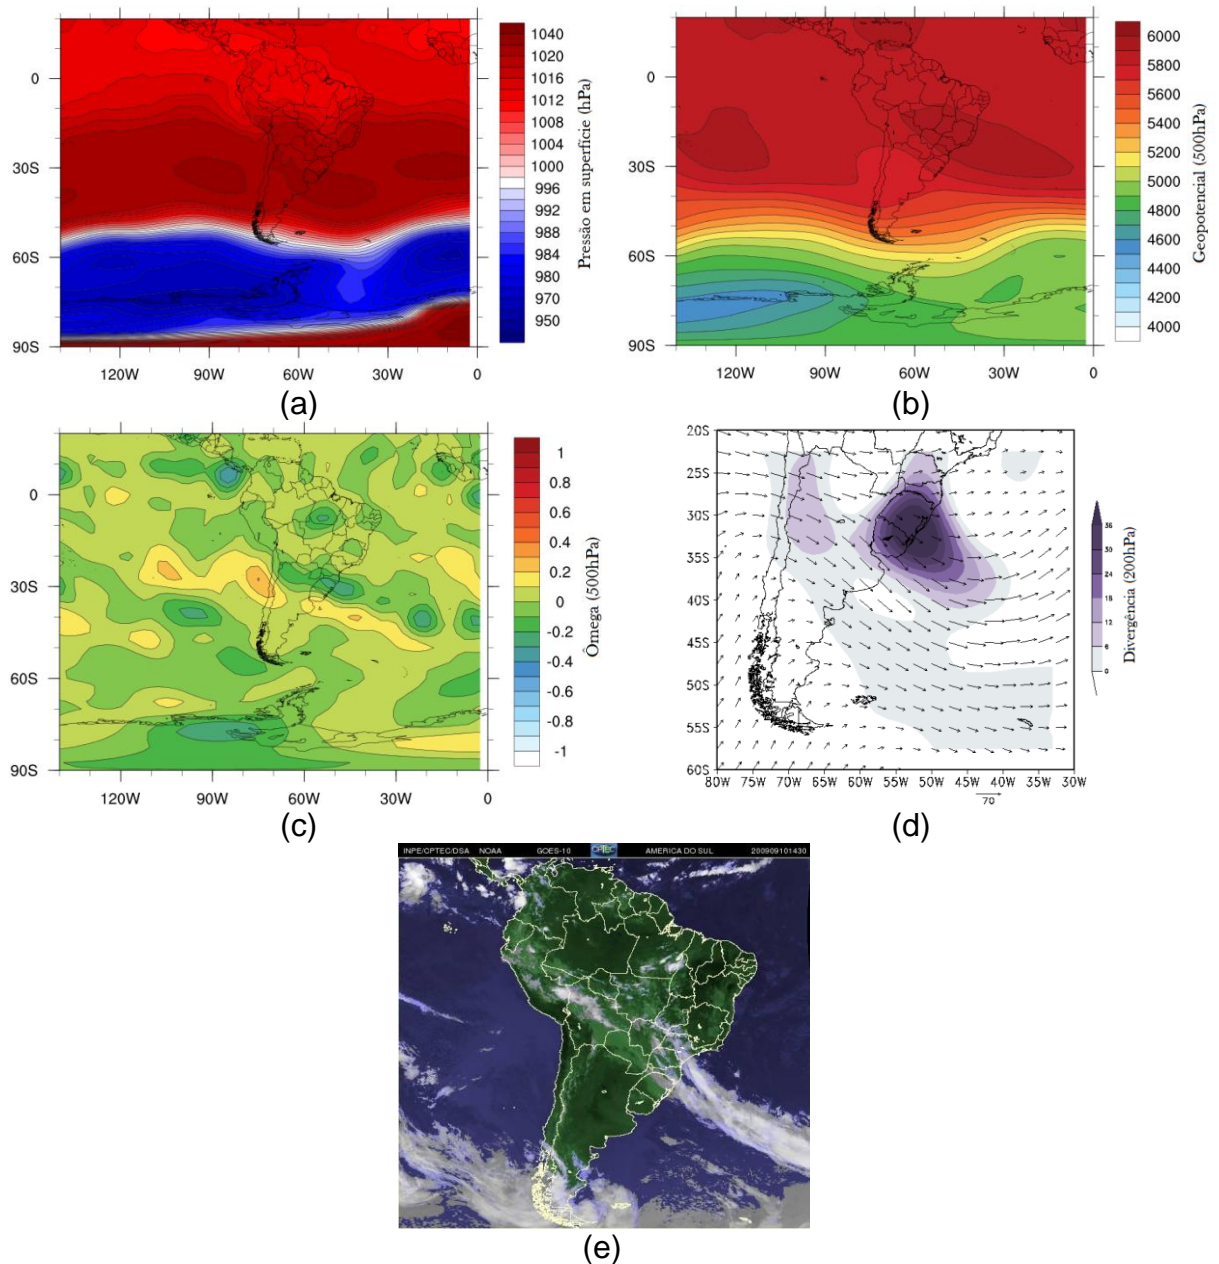 0
30S
60S
90S
120W 90W 60W 30W 0
1040
1024
1016
1012
1008
1004
1000
996
992
988
984
980
970
950
Pressão em superfície (hPa)
(a)
0
30S
60S
90S
120W 90W 60W 30W 0
6000
5800
5600
5400
5200
5000
4800
4600
4400
4200
4000
Geopotencial (500hPa)
(b)
0
30S
60S
90S
120W 90W 60W 30W 0
1
0.8
0.6
0.4
0.2
0
-0.2
-0.4
-0.6
-0.8
-1
Ômega (500hPa)
(c)
20S
25S
30S
35S
40S
45S
50S
55S
60S
80W 75W 70W 65W 60W 55W 50W 45W 40W 35W 30W
70
36
30
24
18
12
6
0
Divergência (200hPa)
(d)
INPE/CPTEC/DSA NOAA GOES-10 CPTEC AMERICA DO SUL 200909101430
(e)